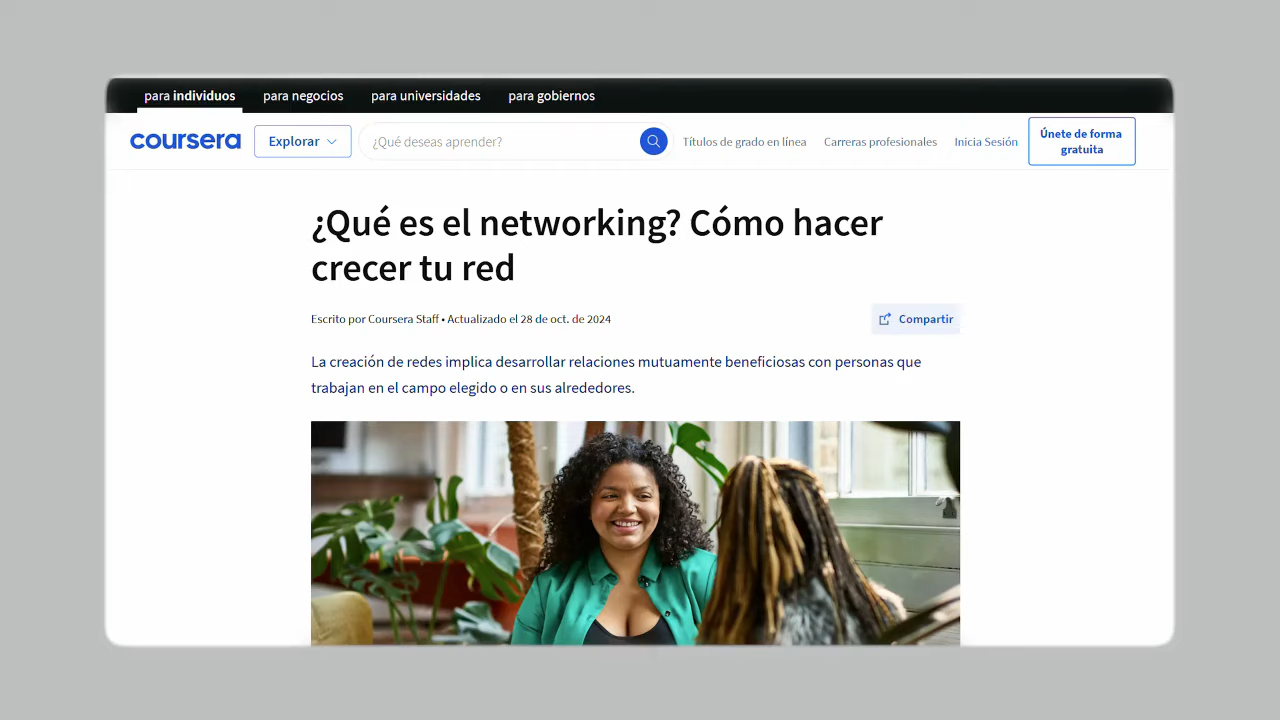 para individuos para negocios para universidades para gobiernos
coursera Explorar ¿Qué deseas aprender? Títulos de grado en línea Carreras profesionales Inicia Sesión Únete de forma
gratuita
¿Qué es el networking? Cómo hacer
crecer tu red
Escrito por Coursera Staff • Actualizado el 28 de oct. de 2024
Compartir
La creación de redes implica desarrollar relaciones mutuamente beneficiosas con personas que
trabajan en el campo elegido o en sus alrededores.